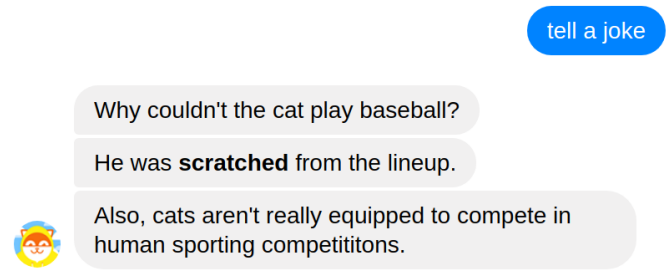 tell a joke
Why couldn't the cat play baseball?
He was scratched from the lineup.
Also, cats aren't really equipped to compete in
human sporting competititons.